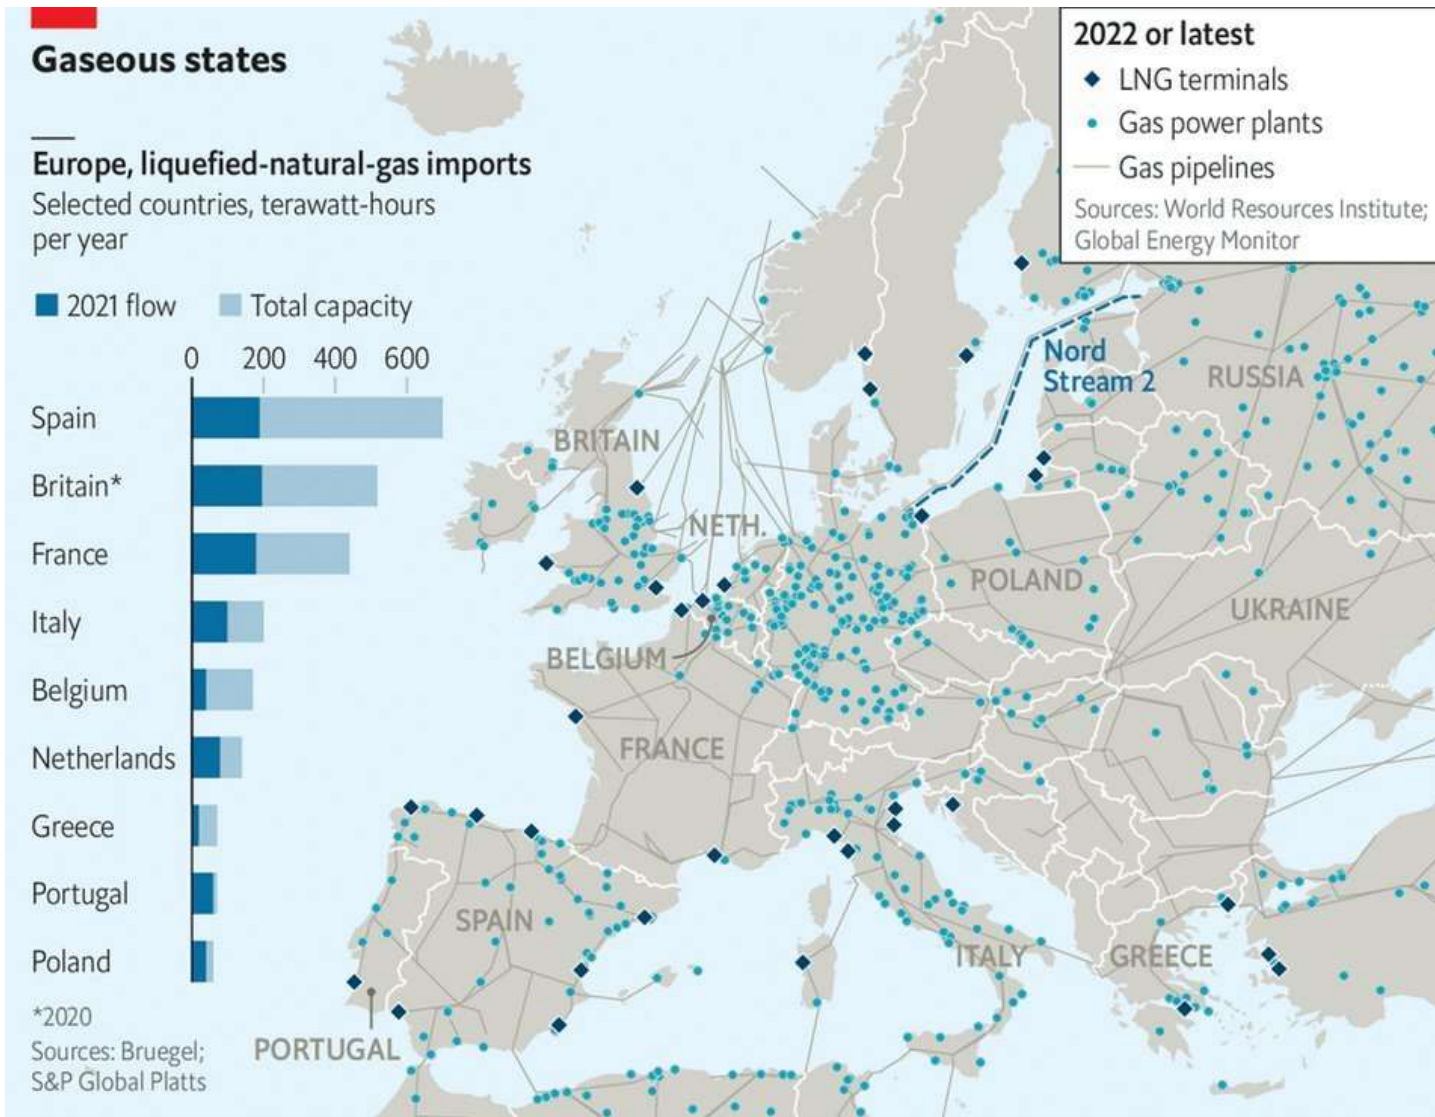 Gaseous states
Europe, liquefied-natural-gas imports
Selected countries, terawatt-hours
per year
2021 flow
Total capacity
0 200 400 600
Spain
Britain*
France
Italy
Belgium
Netherlands
Greece
Portugal
Poland
*2020
Sources: Bruegel;
S&P Global Platts
2022 or latest
LNG terminals
Gas power plants
Gas pipelines
Sources: World Resources Institute;
Global Energy Monitor
Nord
Stream 2
RUSSIA
BRITAIN
NETH.
POLAND
UKRAINE
BELGIUM
FRANCE
SPAIN
ITALY
GREECE
PORTUGAL